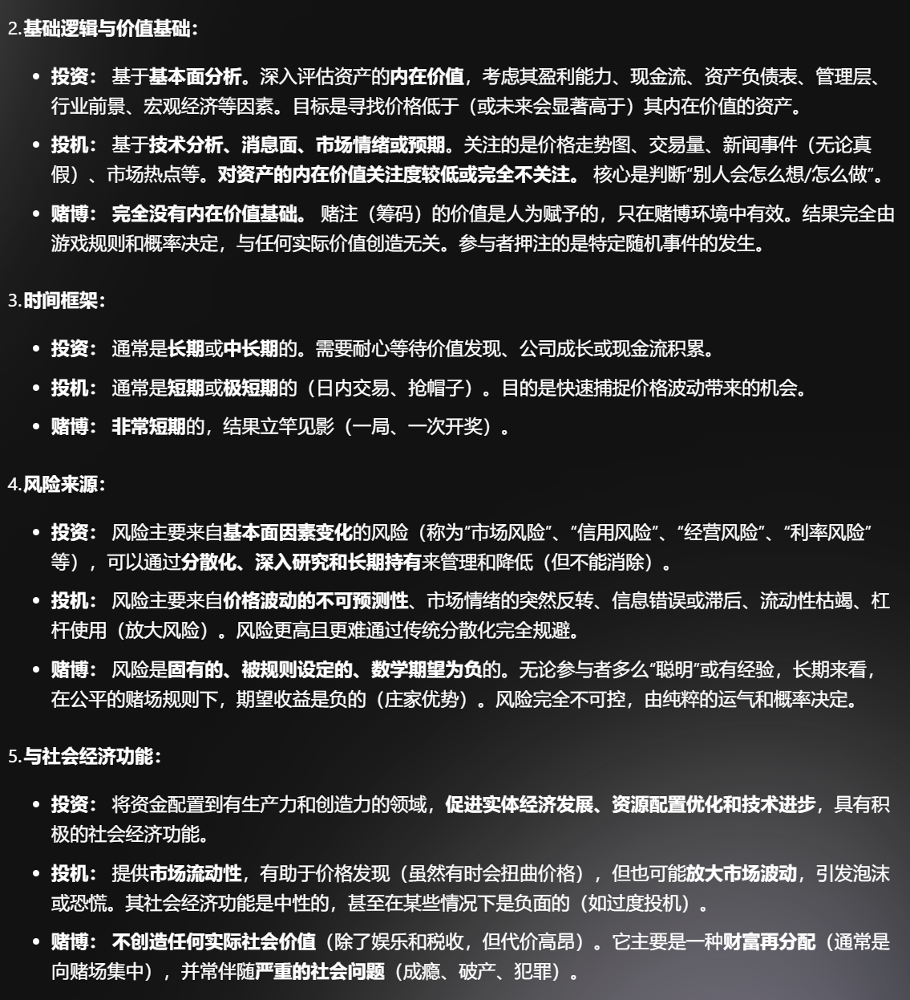 2.基础逻辑与价值基础：
• 投资： 基于基本面分析。深入评估资产的内在价值，考虑其盈利能力、现金流、资产负债表、管理层、
行业前景、宏观经济等因素。目标是寻找价格低于（或未来会显著高于）其内在价值的资产。
• 投机： 基于技术分析、消息面、市场情绪或预期。关注的是价格走势图、交易量、新闻事件（无论真
假）、市场热点等。对资产的内在价值关注度较低或完全不关注。 核心是判断“别人会怎么想/怎么做”。
• 赌博： 完全没有内在价值基础。 赌注（筹码）的价值是人为赋予的，只在赌博环境中有效。结果完全由
游戏规则和概率决定，与任何实际价值创造无关。参与者押注的是特定随机事件的发生。
3.时间框架：
• 投资： 通常是长期或中长期的。需要耐心等待价值发现、公司成长或现金流积累。
• 投机： 通常是短期或极短期的（日内交易、抢帽子）。目的是快速捕捉价格波动带来的机会。
• 赌博： 非常短期的，结果立竿见影（一局、一次开奖）。
4.风险来源：
• 投资： 风险主要来自基本面因素变化的风险（称为“市场风险”、“信用风险”、“经营风险”、“利率风险”
等），可以通过分散化、深入研究和长期持有来管理和降低（但不能消除）。
• 投机： 风险主要来自价格波动的不可预测性、市场情绪的突然反转、信息错误或滞后、流动性枯竭、杠
杆使用（放大风险）。风险更高且更难通过传统分散化完全规避。
• 赌博： 风险是固有的、被规则设定的、数学期望为负的。无论参与者多么“聪明”或有经验，长期来看，
在公平的赌场规则下，期望收益是负的（庄家优势）。风险完全不可控，由纯粹的运气和概率决定。
5.与社会经济功能：
• 投资： 将资金配置到有生产力和创造力的领域，促进实体经济发展、资源配置优化和技术进步，具有积
极的社会经济功能。
• 投机： 提供市场流动性，有助于价格发现（虽然有时会扭曲价格），但也可能放大市场波动，引发泡沫
或恐慌。其社会经济功能是中性的，甚至在某些情况下是负面的（如过度投机）。
• 赌博： 不创造任何实际社会价值（除了娱乐和税收，但代价高昂）。它主要是一种财富再分配（通常是
向赌场集中），并常伴随严重的社会问题（成瘾、破产、犯罪）。